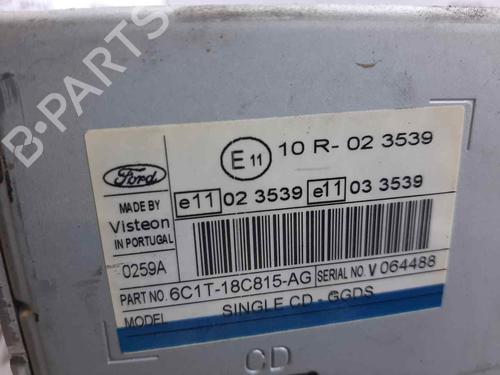 E 11 10 R- 02 3539
Ford
e11 02 3539 e11 03 3539
MADE BY
Visteon
IN PORTUGAL
0259A
PART NO. 6C1T-18C815-AG SERIAL NO. V 064488
MODEL SINGLE CD - GGDS
CD
B-PARTS